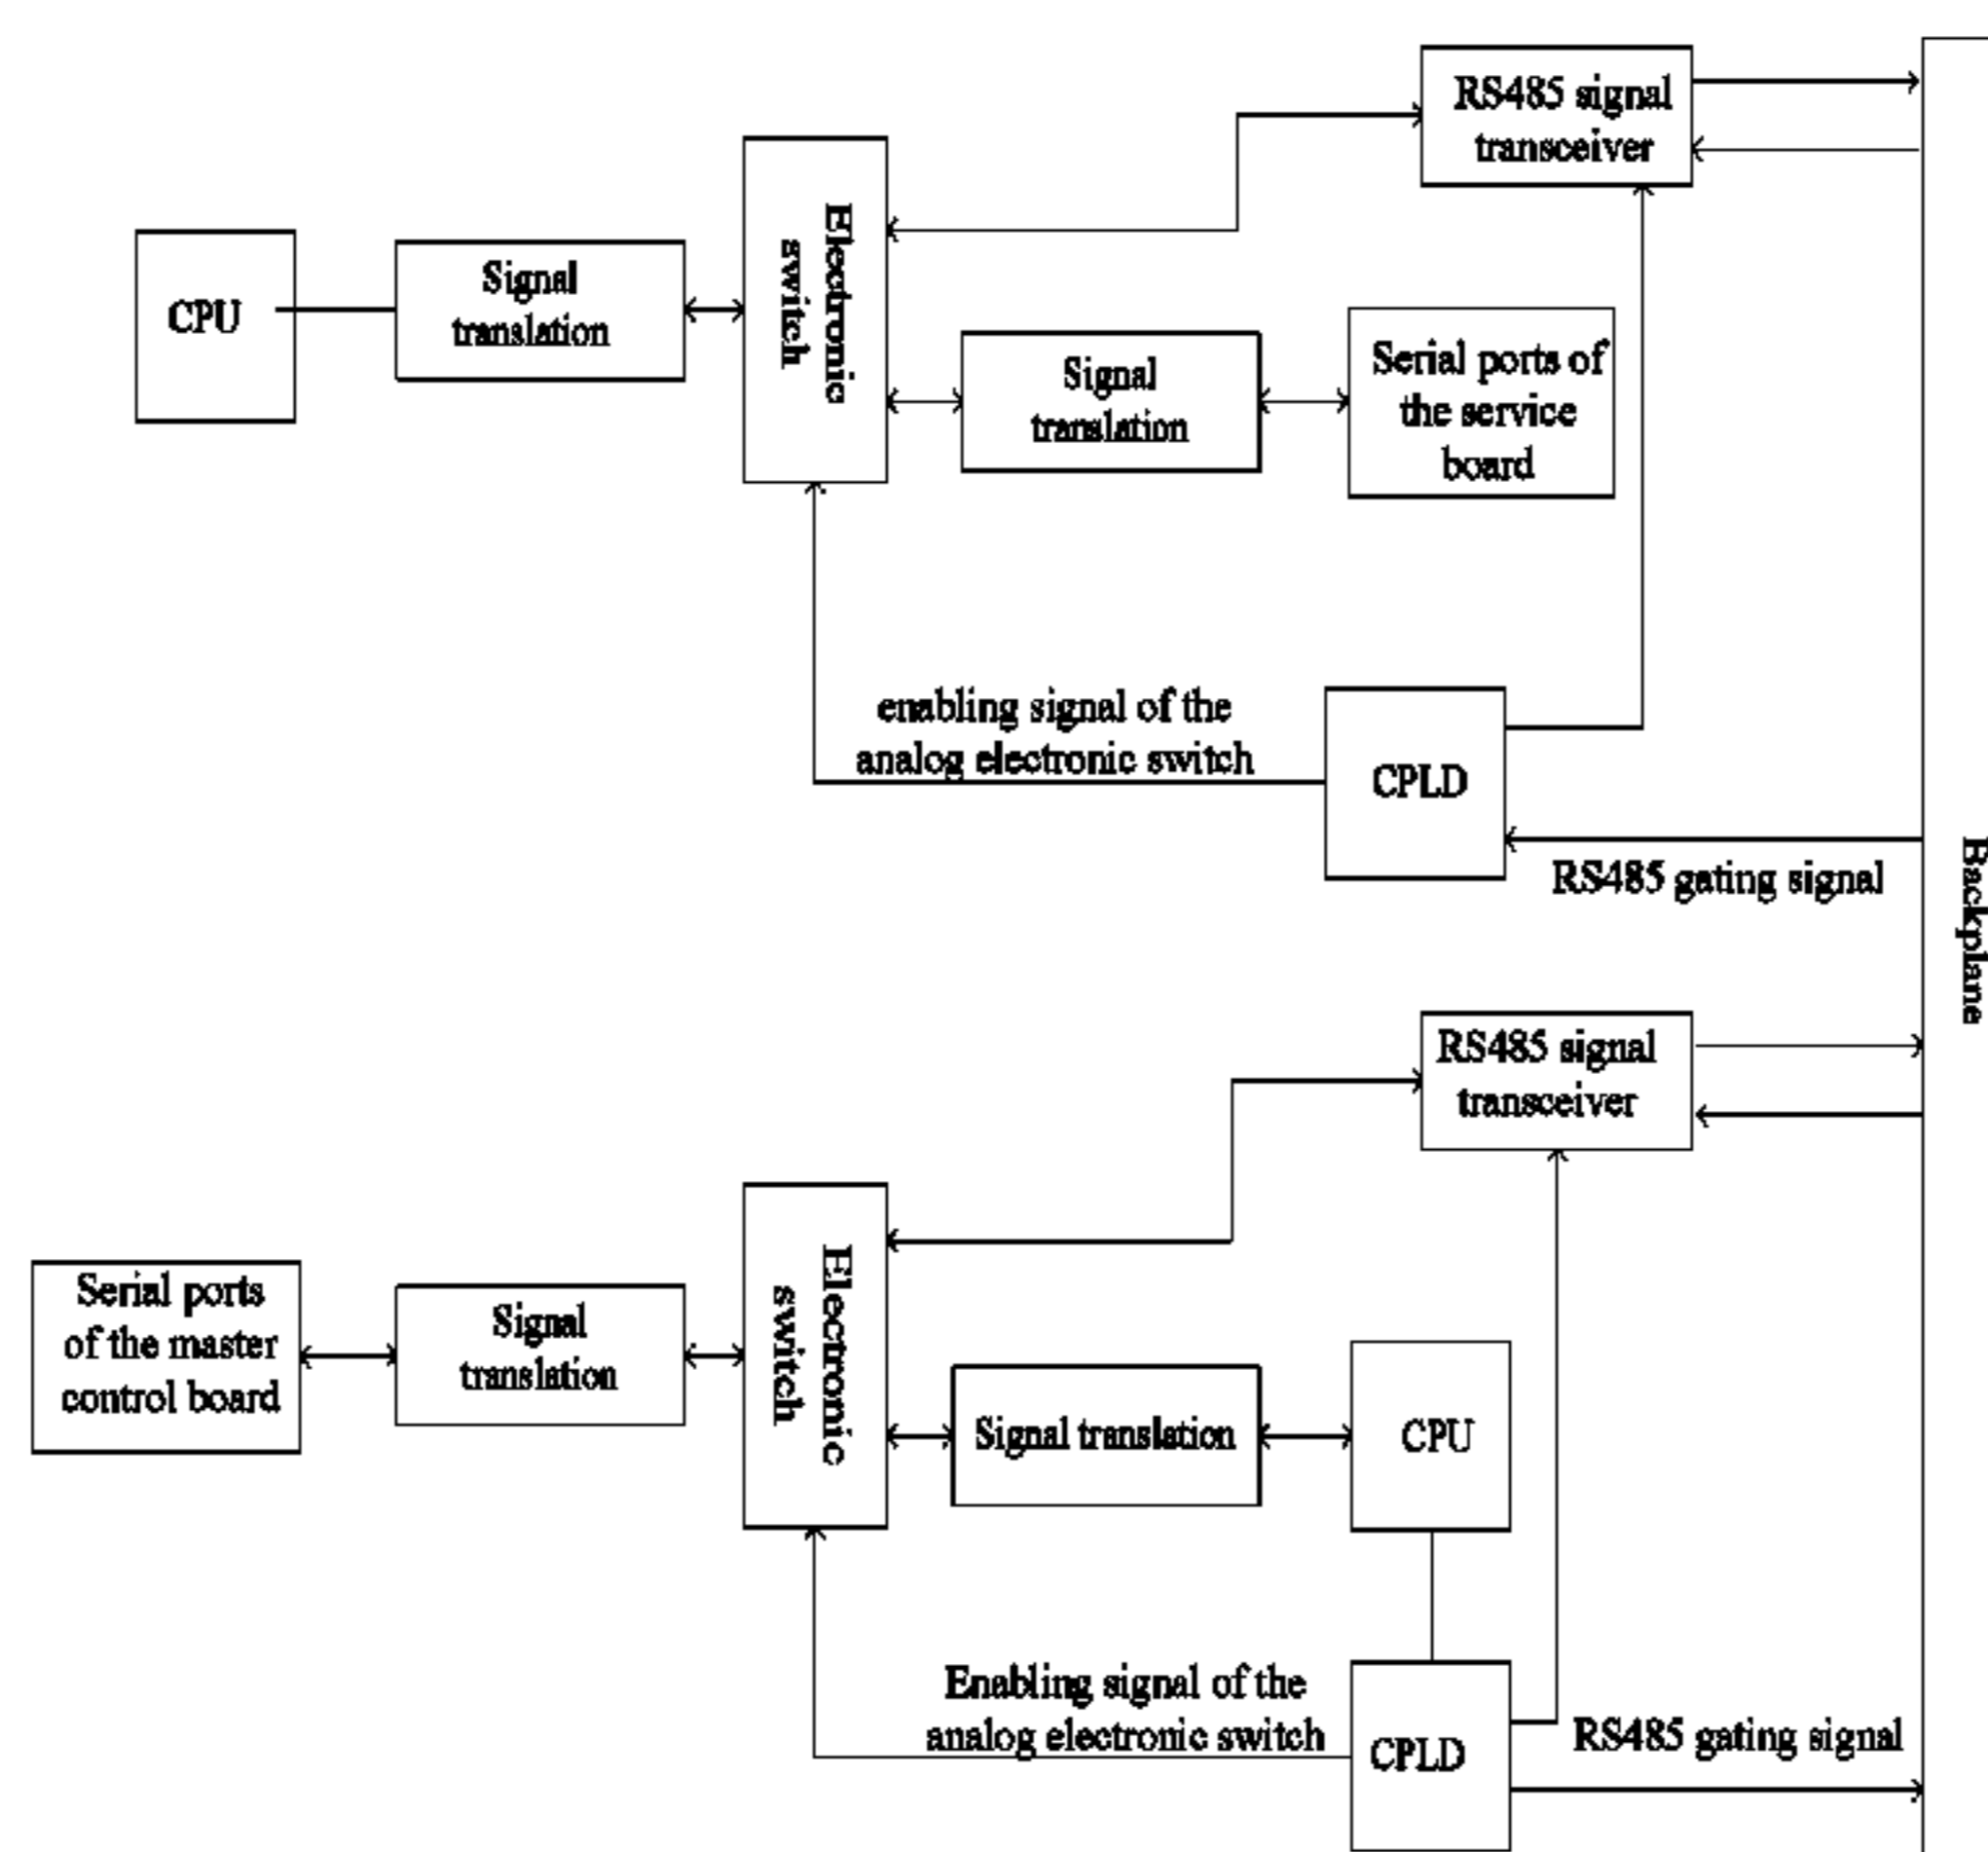 RS485 signal
transceiver
Electronic
switch
CPU
Signal
translation
Signal
translation
Serial ports of
the service
board
enabling signal of the
analog electronic switch
CPLD
RS485 gating signal
Backplane
RS485 signal
transceiver
Electronic
switch
Serial ports
of the master
control board
Signal
translation
Signal translation
CPU
Enabling signal of the
analog electronic switch
CPLD
RS485 gating signal